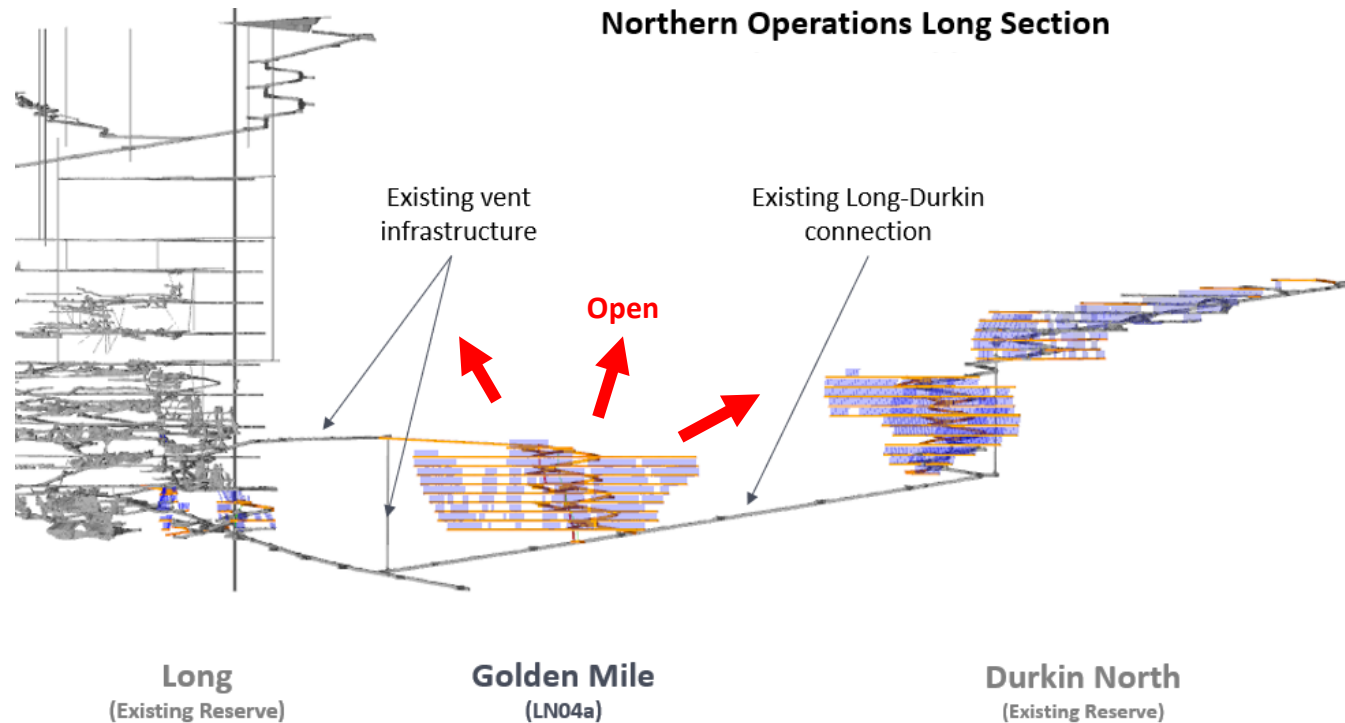 Northern Operations Long Section
Existing vent
infrastructure
Existing Long-Durkin
connection
Open
Long
(Existing Reserve)
Golden Mile
(LN04a)
Durkin North
(Existing Reserve)